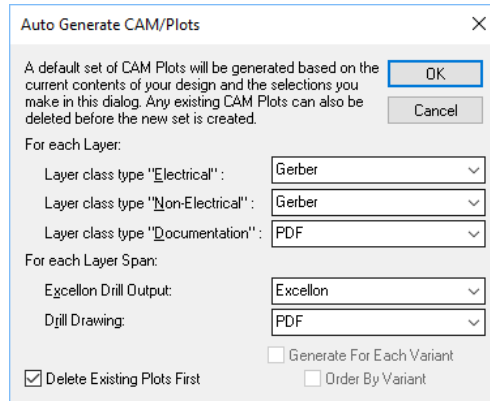 Auto Generate CAM/Plots
A default set of CAM Plots will be generated based on the
current contents of your design and the selections you
make in this dialog. Any existing CAM Plots can also be
deleted before the new set is created.
OK
Cancel
For each Layer:
Layer class type "Electrical" : Gerber
Layer class type "Non-Electrical" : Gerber
Layer class type "Documentation" : PDF
For each Layer Span:
Excellon Drill Output: Excellon
Drill Drawing: PDF
Generate For Each Variant
Delete Existing Plots First Order By Variant